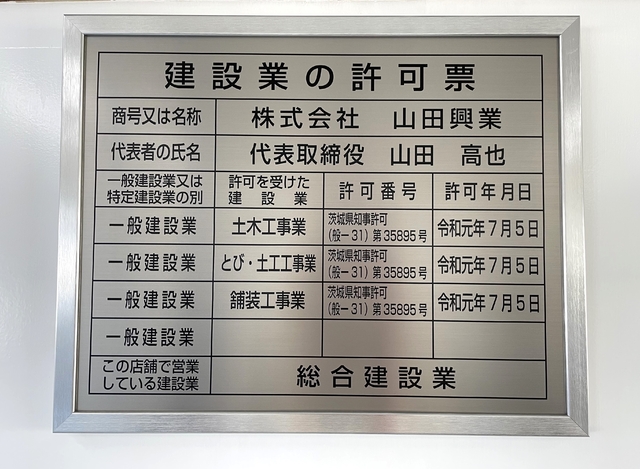 建設業の許可票
商号又は名称 株式会社 山田興業
代表者の氏名 代表取締役 山田 高也
一般建設業又は
特定建設業の別
許可を受けた
建設業
許可番号 許可年月日
一般建設業 土木工事業 茨城県知事許可
(般-31)第35895号 令和元年7月5日
一般建設業 とび・土工工事業 茨城県知事許可
(般-31)第35895号 令和元年7月5日
一般建設業 舗装工事業 茨城県知事許可
(般-31)第35895号 令和元年7月5日
一般建設業
この店舗で営業
している建設業
総合建設業